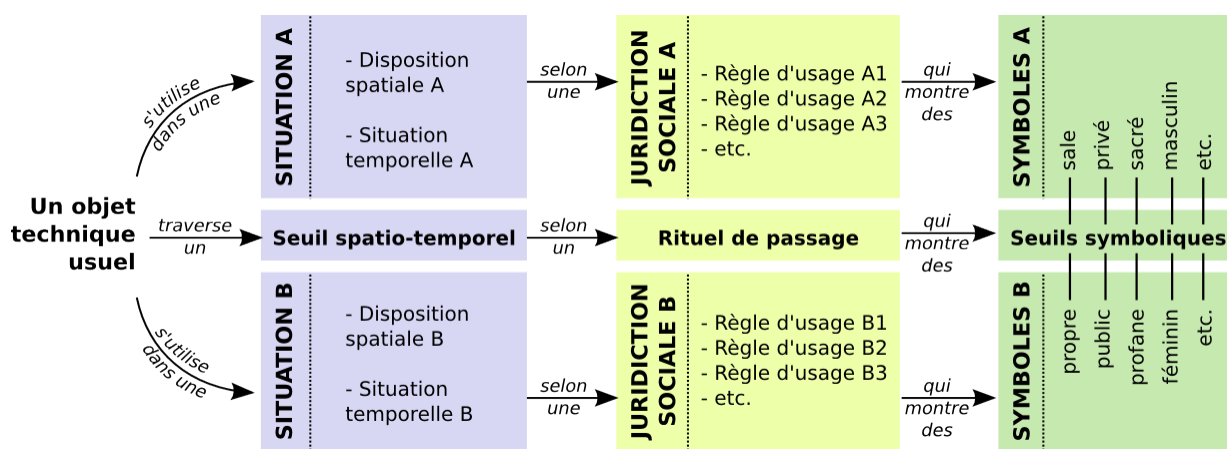 Un objet
technique
usuel
s'utilise
dans une
SITUATION A
- Disposition
spatiale A
- Situation
temporelle A
selon
une
JURIDICTION
SOCIALE A
- Règle d'usage A1
- Règle d'usage A2
- Règle d'usage A3
- etc.
qui
montre
des
SYMBOLES A
sale
privé
sacré
masculin
etc.
traverse
un
Seuil spatio-temporel
selon
un
Rituel de passage
qui
montre
des
Seuils symboliques
s'utilise
dans une
SITUATION B
- Disposition
spatiale B
- Situation
temporelle B
selon
une
JURIDICTION
SOCIALE B
- Règle d'usage B1
- Règle d'usage B2
- Règle d'usage B3
- etc.
qui
montre
des
SYMBOLES B
propre
public
profane
féminin
etc.